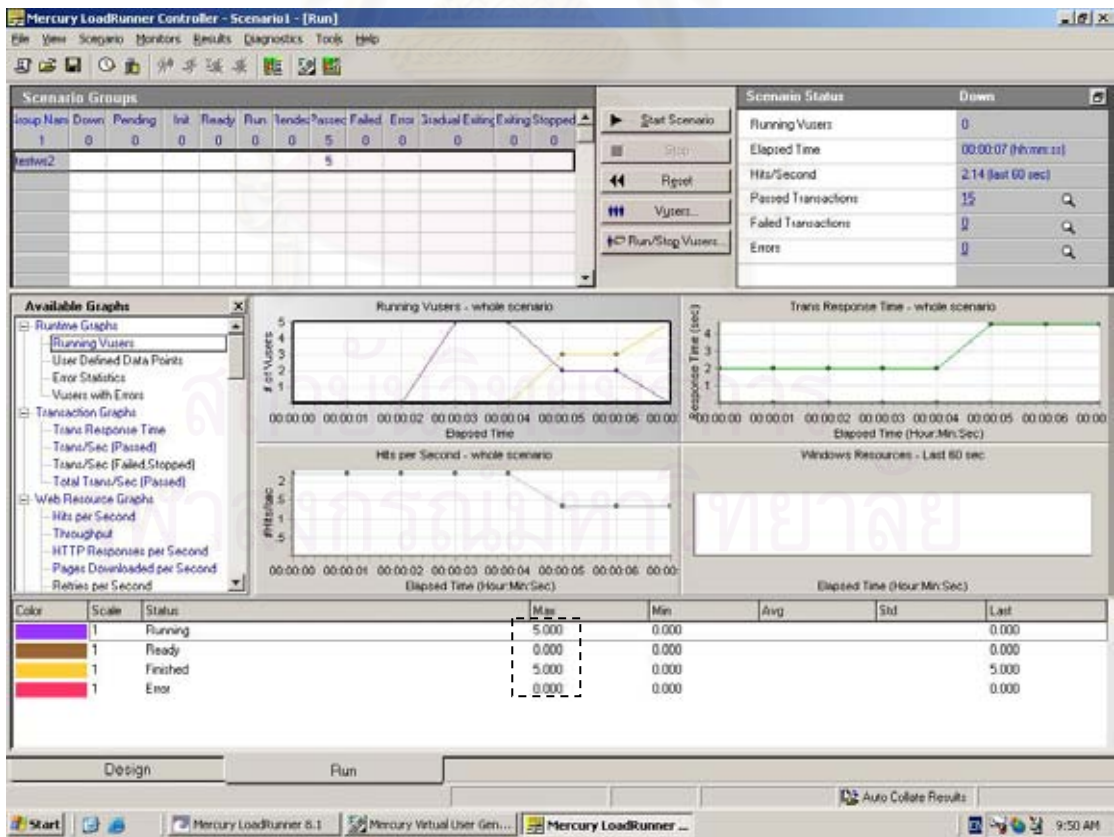 Mercury LoadRunner Controller - Scenario1 - [Run]
File View Scenario Monitors Results Diagnostics Tools Help
Scenario Groups
Down Pending Init Ready Run Failed Error Gradual Exiting Exiting Stopped
1 0 0 0 0 0 0 5 0 0 0 0 0
testws2 5
Start Scenario
Stop
Reset
Vusers...
Run/Stop Vusers...
Scenario Status Down
Running Vusers 0
Elapsed Time 00:00:07 (hh:mm:ss)
Hits/Second 2.14 (last 60 sec)
Passed Transactions 15
Failed Transactions 0
Errors 0
Available Graphs
Runtime Graphs
Running Vusers
User Defined Data Points
Error Statistics
Vusers with Errors
Transaction Graphs
Trans Response Time
Trans/Sec (Passed)
Trans/Sec (Failed,Stopped)
Total Trans/Sec (Passed)
Web Resource Graphs
Hits per Second
Throughput
HTTP Responses per Second
Pages Downloaded per Second
Retries per Second
Running Vusers - whole scenario
# of Vusers
5
4
3
2
1
00:00:00 00:00:01 00:00:02 00:00:03 00:00:04 00:00:05 00:00:06 00:00
Elapsed Time
Trans Response Time - whole scenario
Response Time (sec)
4
3
2
1
00:00:00 00:00:01 00:00:02 00:00:03 00:00:04 00:00:05 00:00:06 00:00
Elapsed Time (Hour:Min:Sec)
Hits per Second - whole scenario
#Hits/sec
2
1
00:00:00 00:00:01 00:00:02 00:00:03 00:00:04 00:00:05 00:00:06 00:00
Elapsed Time (Hour:Min:Sec)
Windows Resources - Last 60 sec
Elapsed Time (Hour:Min:Sec)
Color Scale Status Max Min Avg Std Last
1 Running 5.000 0.000 0.000
1 Ready 0.000 0.000 0.000
1 Finished 5.000 0.000 5.000
1 Error 0.000 0.000 0.000
Design Run
Auto Collate Results
Start Mercury LoadRunner 8.1 Mercury Virtual User Gen... Mercury LoadRunner ... 9:50 AM